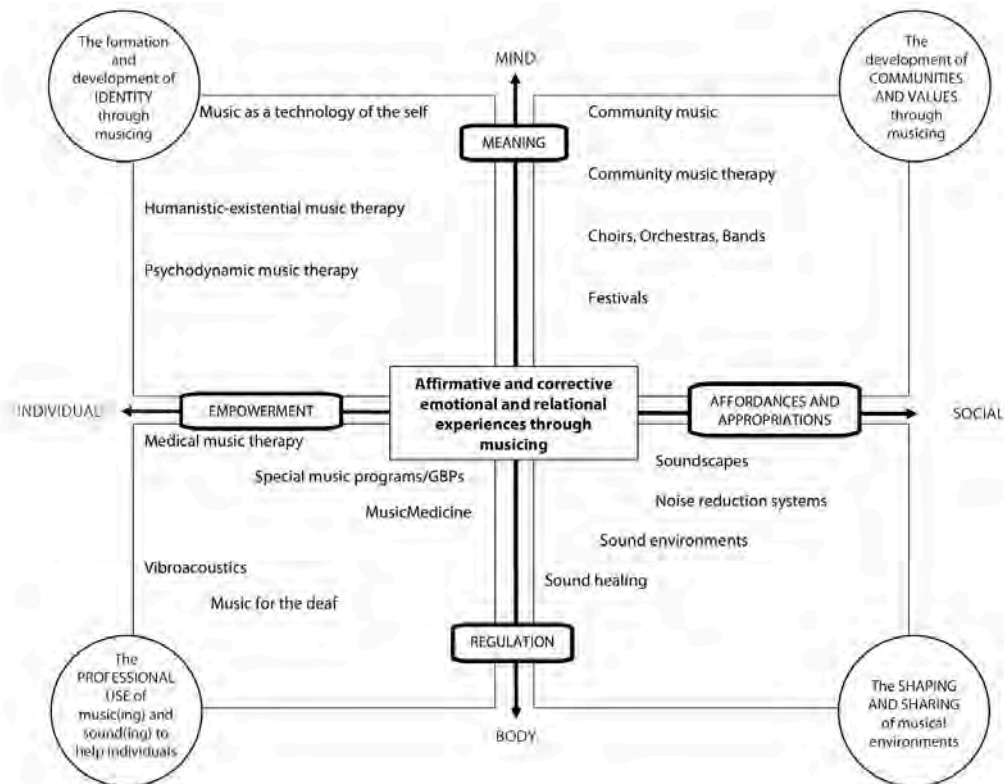 The formation
and
development of
IDENTITY
through
musicing
MIND
The
development of
COMMUNITIES
AND VALUES
through
musicing
Music as a technology of the self
Community music
MEANING
Community music therapy
Humanistic-existential music therapy
Choirs, Orchestras, Bands
Psychodynamic music therapy
Festivals
Affirmative and corrective
emotional and relational
experiences through
musicing
INDIVIDUAL
EMPOWERMENT
AFFORDANCES AND
APPROPRIATIONS
SOCIAL
Medical music therapy
Soundscapes
Special music programs/GBPs
Noise reduction systems
MusicMedicine
Sound environments
Vibroacoustics
Sound healing
Music for the deaf
REGULATION
The
PROFESSIONAL
USE of
music(ing) and
sound(ing) to
help individuals
BODY
The SHAPING
AND SHARING
of musical
environments